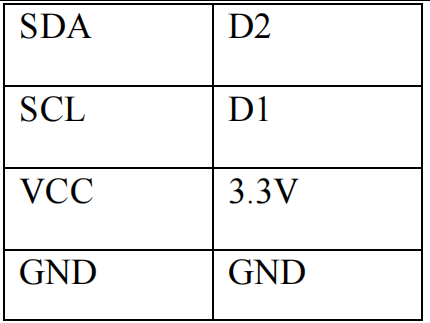 SDA D2
SCL D1
VCC 3.3V
GND GND